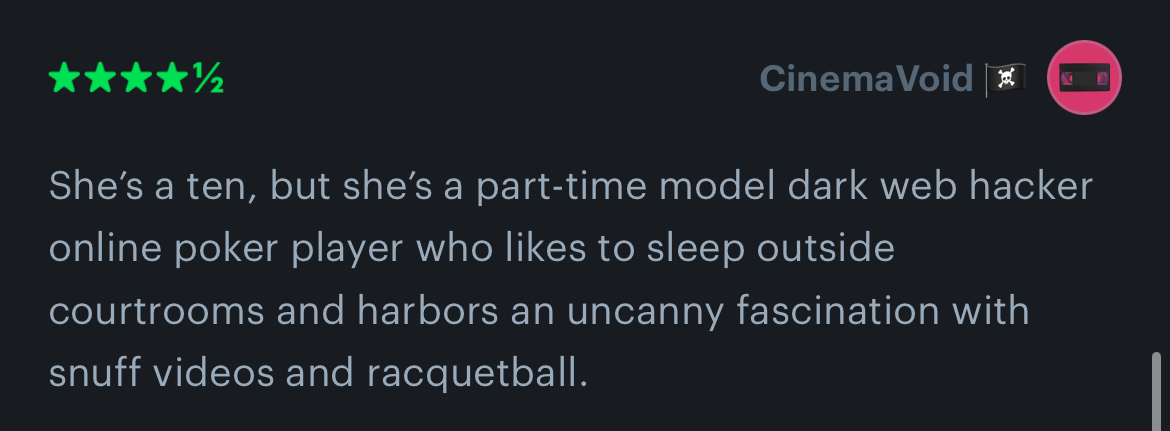 ★★★★½
CinemaVoid 🏴‍☠️
She’s a ten, but she’s a part-time model dark web hacker
online poker player who likes to sleep outside
courtrooms and harbors an uncanny fascination with
snuff videos and racquetball.